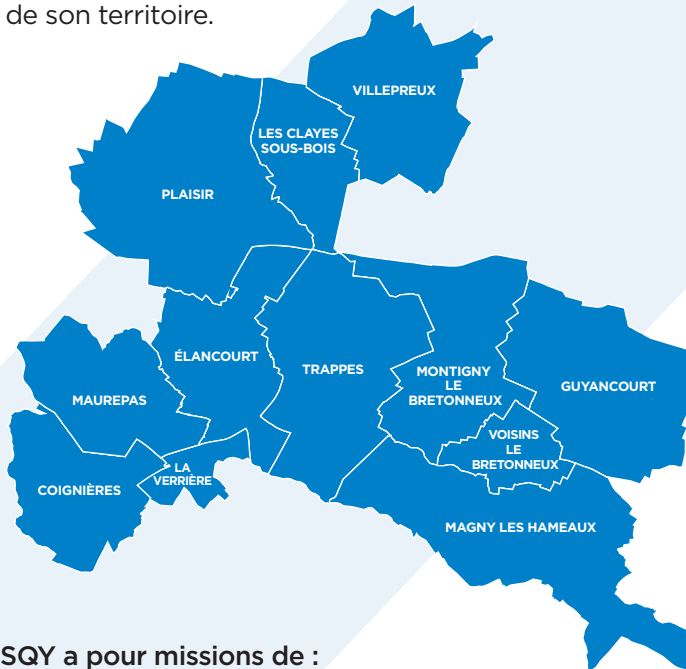 de son territoire.
VILLEPREUX
LES CLAYES
SOUS-BOIS
PLAISIR
ÉLANCOURT
TRAPPES
MONTIGNY
LE
BRETONNEUX
GUYANCOURT
MAUREPAS
VOISINS
LE
BRETONNEUX
LA
VERRIÈRE
COIGNIÈRES
MAGNY LES HAMEAUX
SQY a pour missions de :